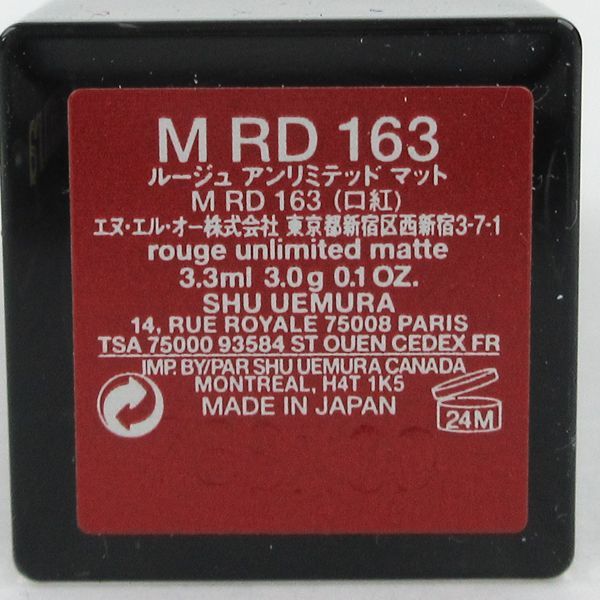 M RD 163
ルージュ アンリミテッド マット
M RD 163 (口紅)
エヌ・エル・オー株式会社 東京都新宿区西新宿3-7-1
rouge unlimited matte
3.3ml 3.0g 0.1 OZ.
SHU UEMURA
14, RUE ROYALE 75008 PARIS
TSA 75000 93584 ST OUEN CEDEX FR
IMP. BY/PAR SHU UEMURA CANADA
MONTREAL, H4T 1K5
MADE IN JAPAN
24M